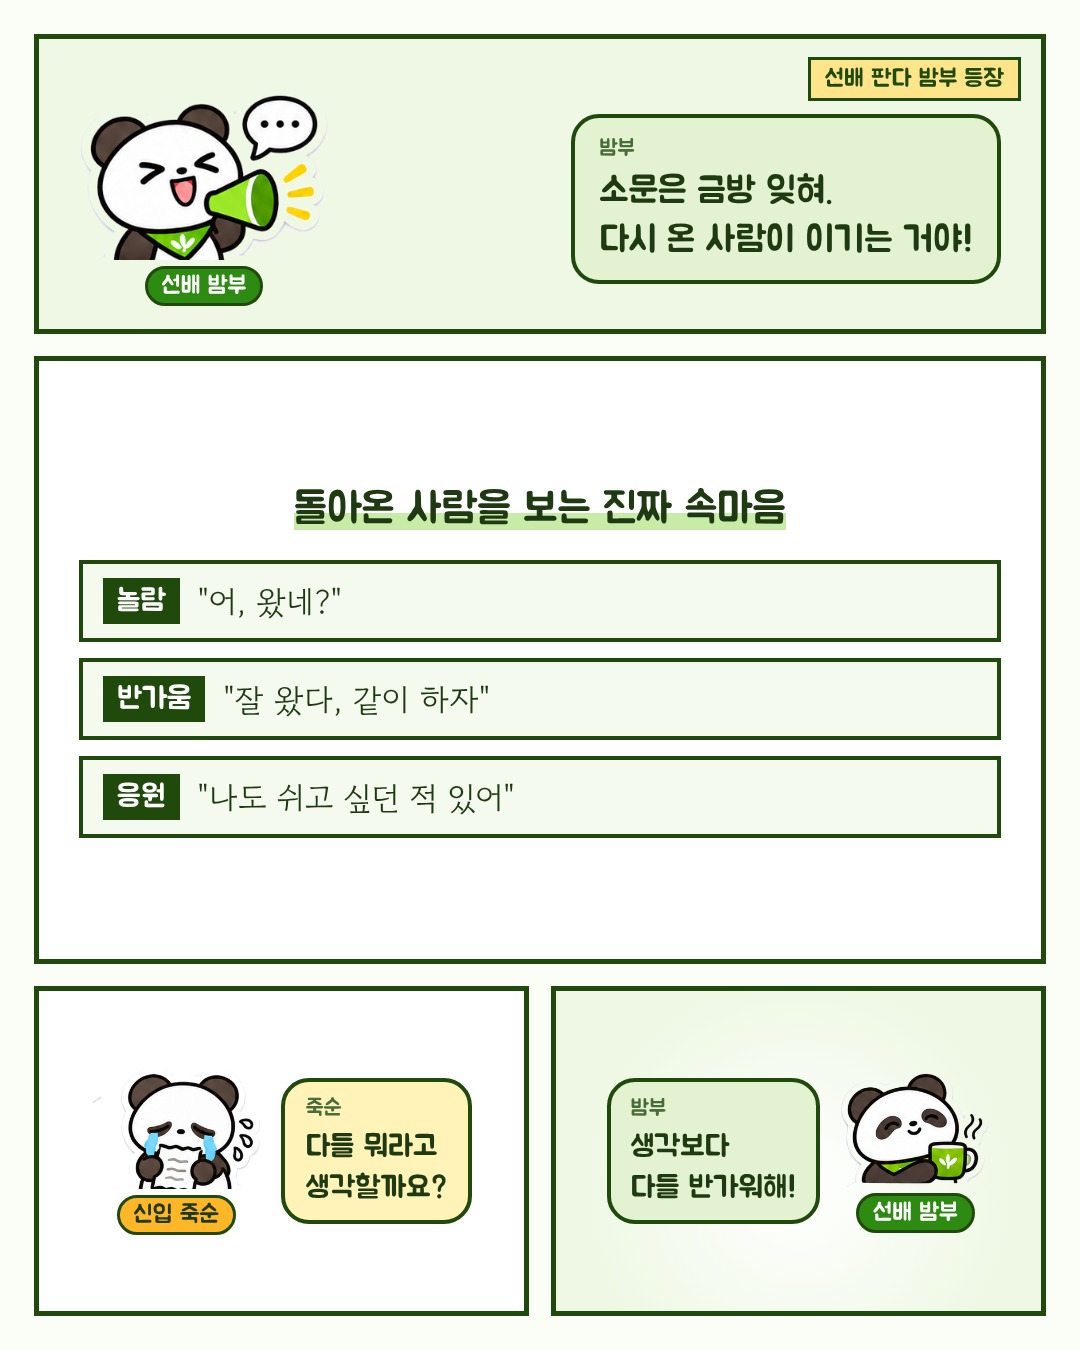 선배 판다 밤부 등장
밤부
소문은 금방 잊혀.
다시 온 사람이 이기는 거야!
선배 밤부
돌아온 사람을 보는 진짜 속마음
놀람 "어, 왔네?"
반가움 "잘 왔다, 같이 하자"
응원 "나도 쉬고 싶던 적 있어"
죽순
다들 뭐라고
생각할까요?
신입 죽순
밤부
생각보다
다들 반가워해!
선배 밤부